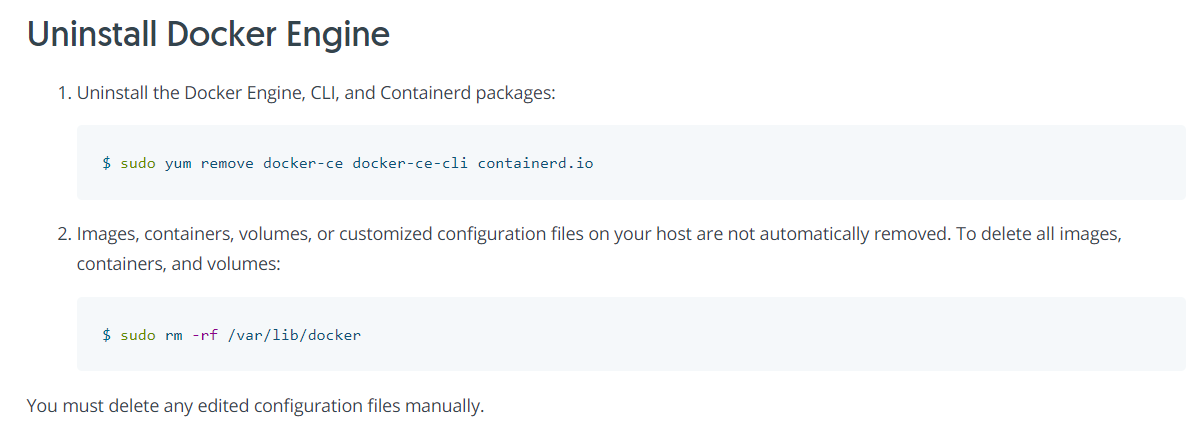 Uninstall Docker Engine
1. Uninstall the Docker Engine, CLI, and Containerd packages:
$ sudo yum remove docker-ce docker-ce-cli containerd.io
2. Images, containers, volumes, or customized configuration files on your host are not automatically removed. To delete all images,
containers, and volumes:
$ sudo rm -rf /var/lib/docker
You must delete any edited configuration files manually.